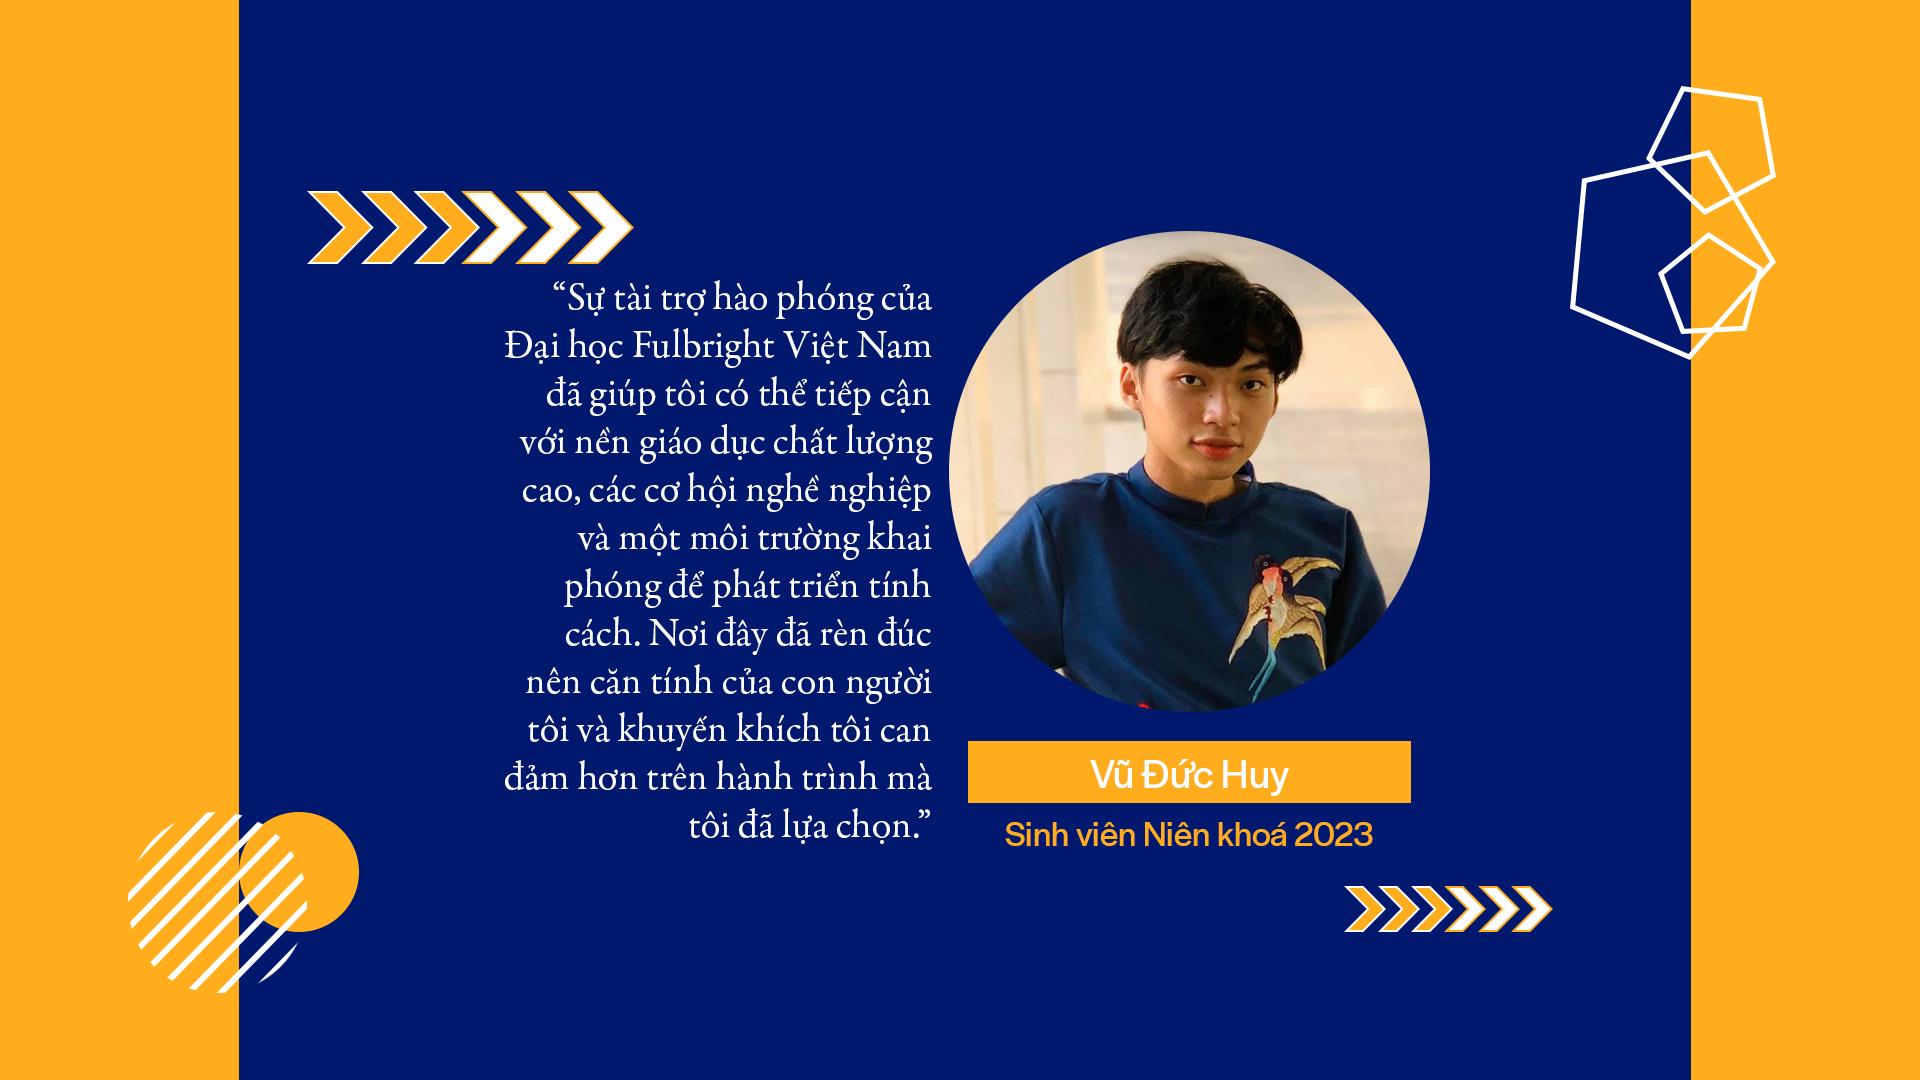 “Sự tài trợ hào phóng của
Đại học Fulbright Việt Nam
đã giúp tôi có thể tiếp cận
với nền giáo dục chất lượng
cao, các cơ hội nghề nghiệp
và một môi trường khai
phóng để phát triển tính
cách. Nơi đây đã rèn đúc
nên căn tính của con người
tôi và khuyến khích tôi can
đảm hơn trên hành trình mà
tôi đã lựa chọn.”
Vũ Đức Huy
Sinh viên Niên khoá 2023